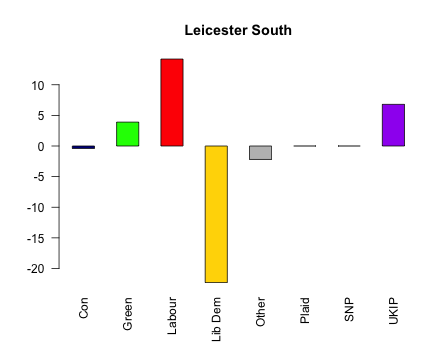 Leicester South
10
5
0
-5
-10
-15
-20
Con
Green
Labour
Lib Dem
Other
Plaid
SNP
UKIP